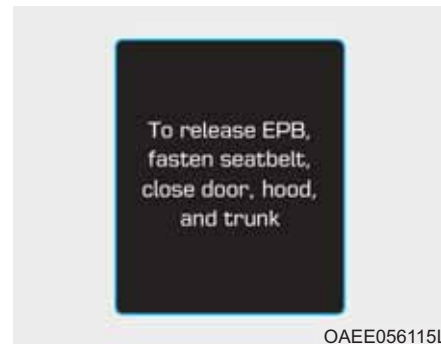 To release EPB,
fasten seatbelt,
close door, hood,
and trunk
OAEE056115L